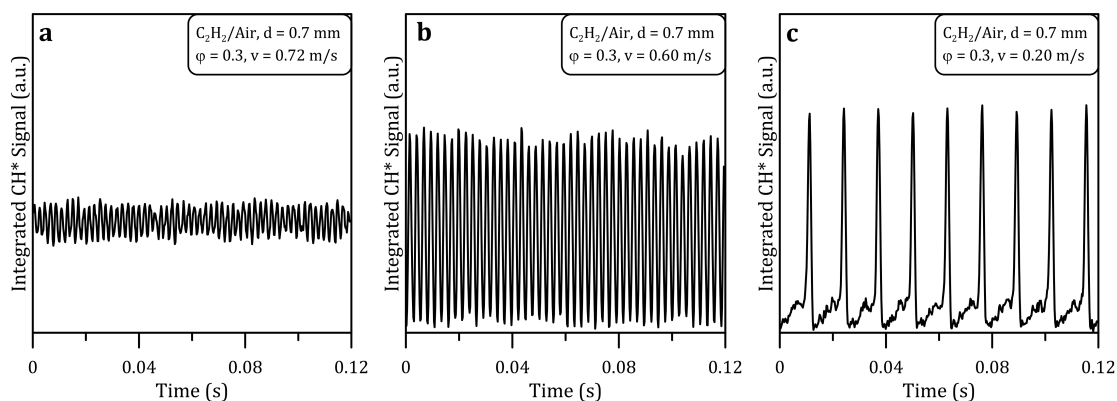 a
C₂H₂/Air, d = 0.7 mm
φ = 0.3, v = 0.72 m/s
Integrated CH* Signal (a.u.)
0
0.04
0.08
0.12
Time (s)
b
C₂H₂/Air, d = 0.7 mm
φ = 0.3, v = 0.60 m/s
Integrated CH* Signal (a.u.)
0
0.04
0.08
0.12
Time (s)
c
C₂H₂/Air, d = 0.7 mm
φ = 0.3, v = 0.20 m/s
Integrated CH* Signal (a.u.)
0
0.04
0.08
0.12
Time (s)